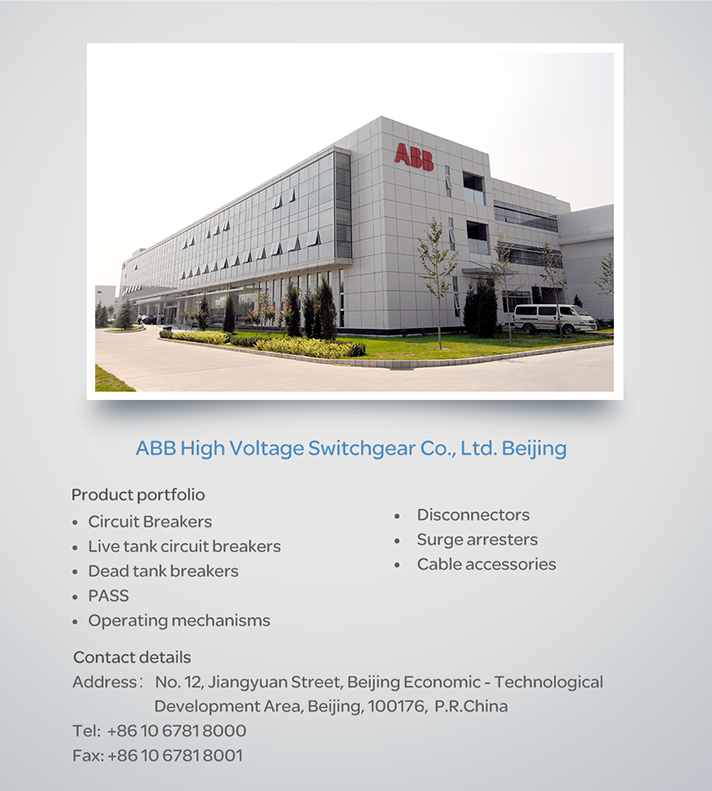 ABB
ABB High Voltage Switchgear Co., Ltd. Beijing
Product portfolio
• Circuit Breakers
• Live tank circuit breakers
• Dead tank breakers
• PASS
• Operating mechanisms
• Disconnectors
• Surge arresters
• Cable accessories
Contact details
Address： No. 12, Jiangyuan Street, Beijing Economic - Technological
Development Area, Beijing, 100176, P.R.China
Tel: +86 10 6781 8000
Fax: +86 10 6781 8001